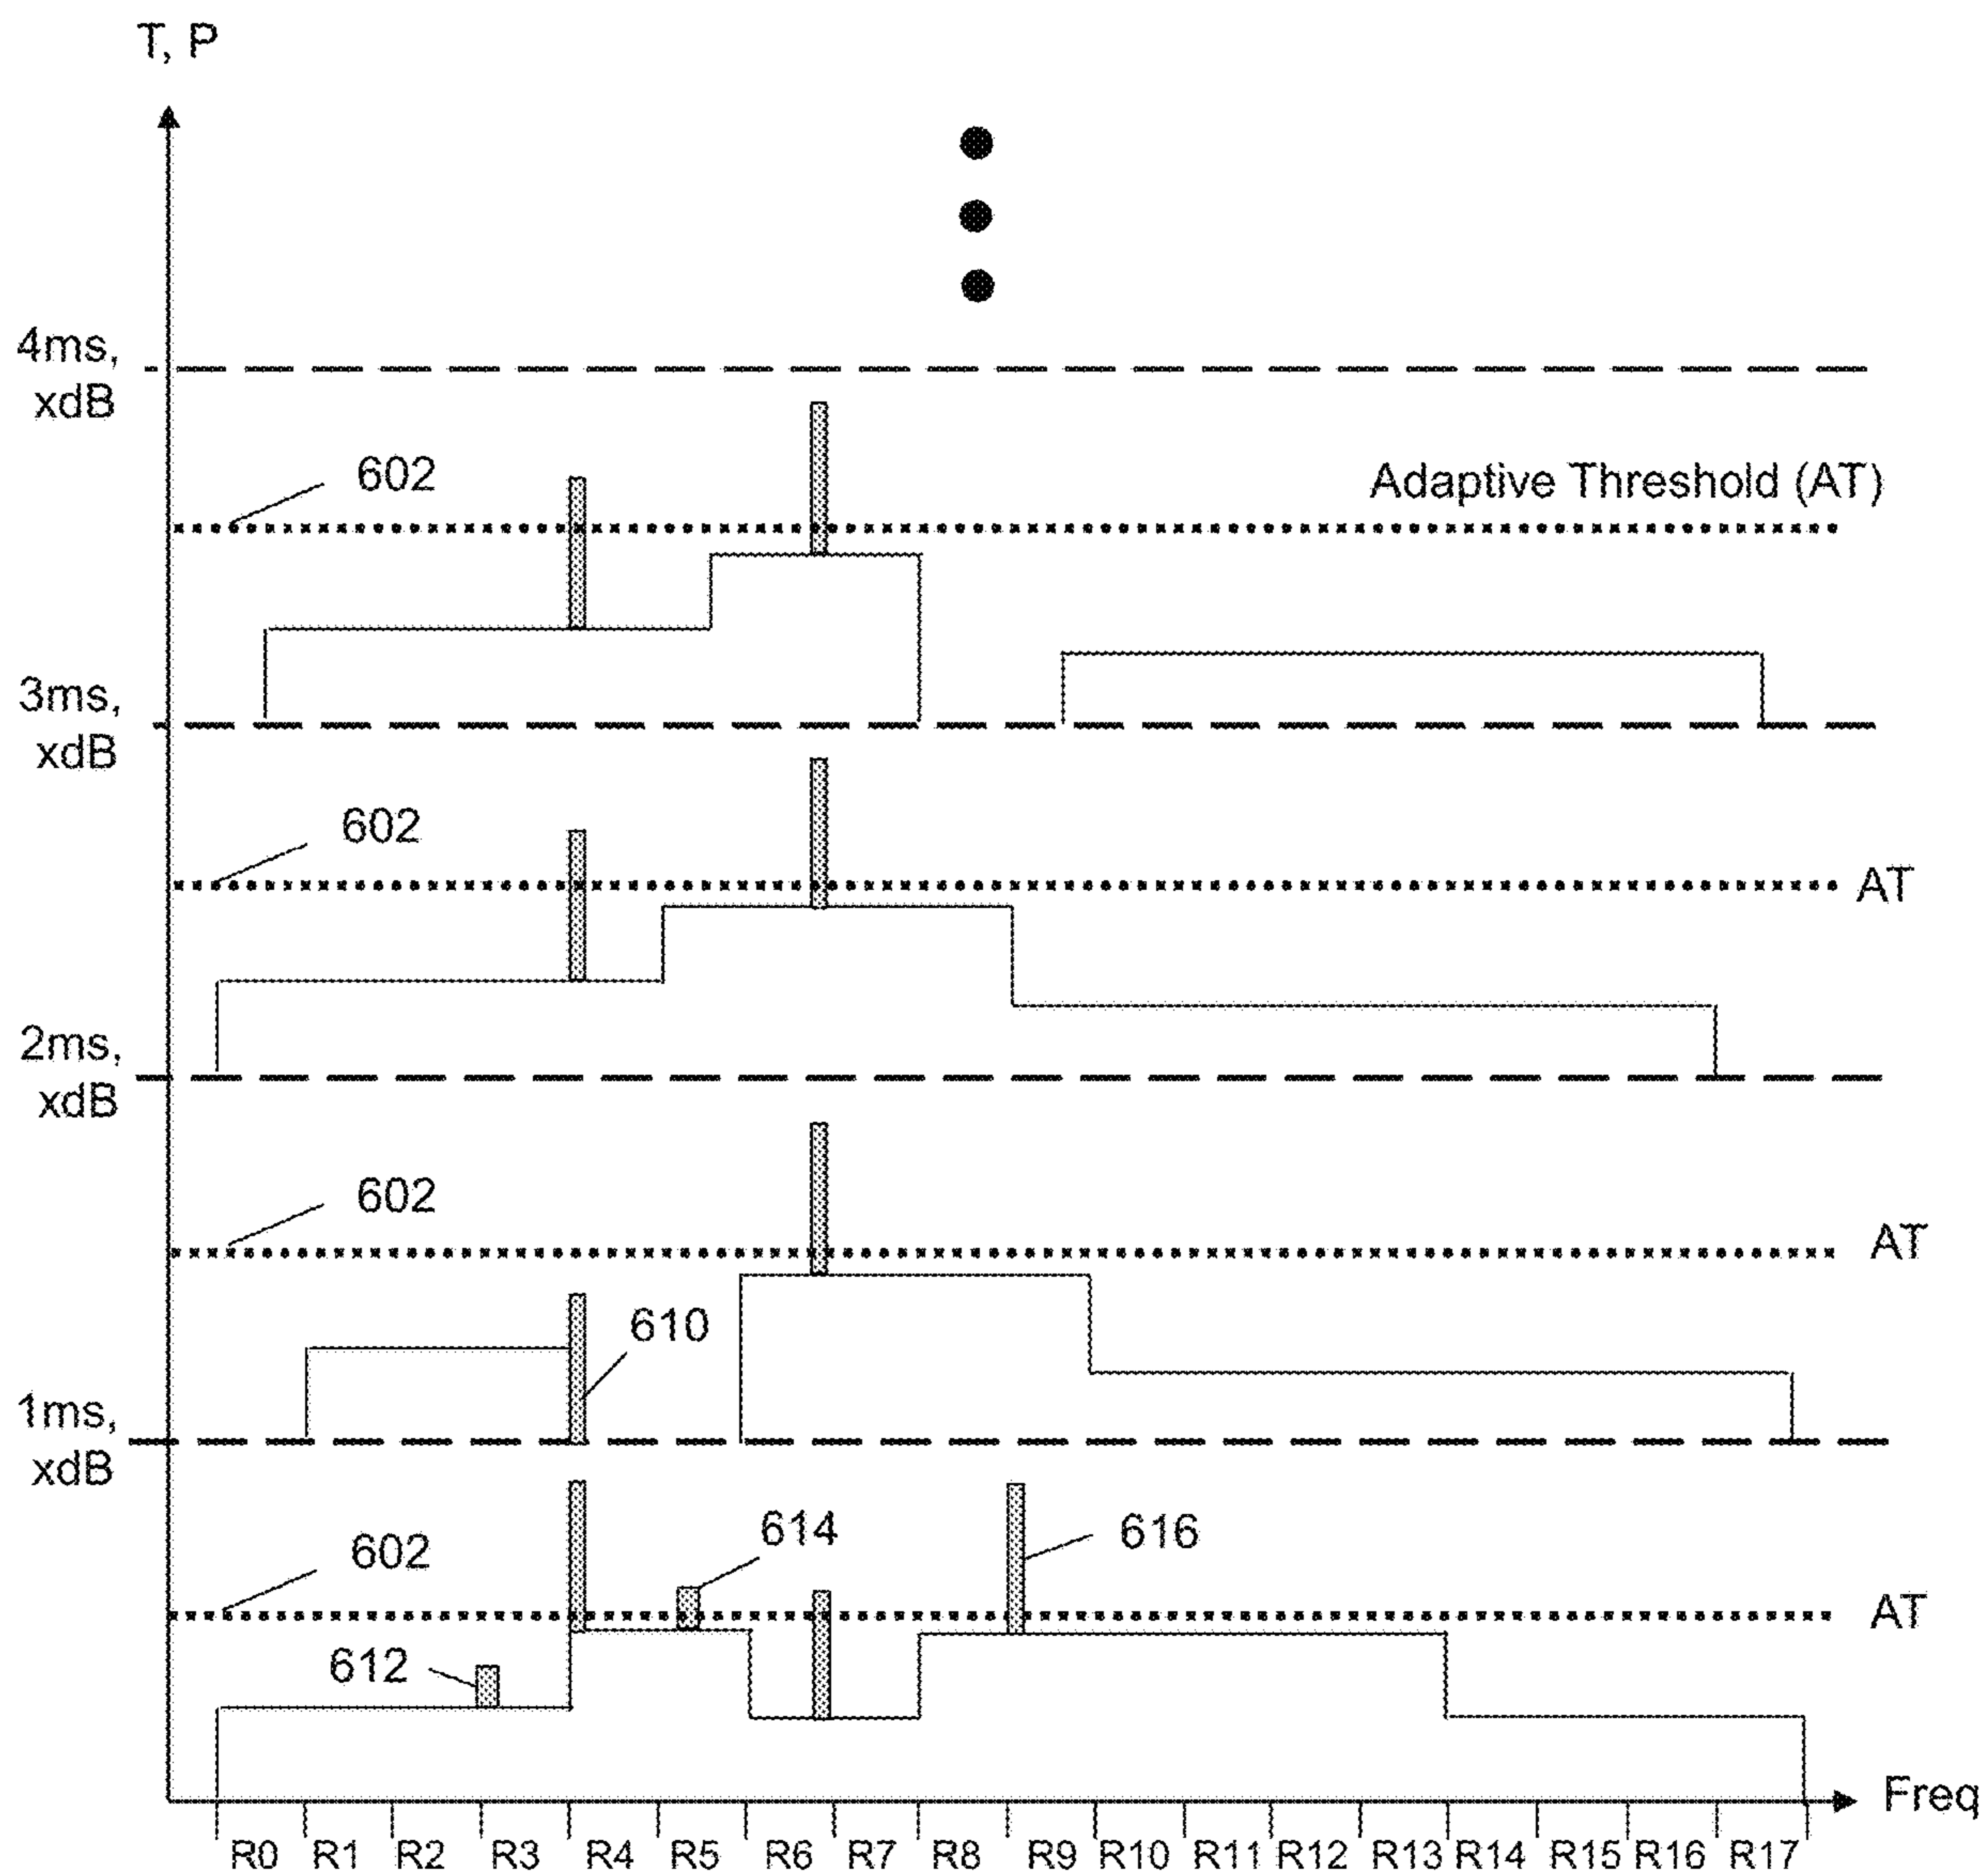 T, P
4ms,
xdB
602
Adaptive Threshold (AT)
3ms,
xdB
602
AT
2ms,
xdB
602
AT
610
1ms,
xdB
602
614
616
AT
612
Freq
R0 R1 R2 R3 R4 R5 R6 R7 R8 R9 R10 R11 R12 R13 R14 R15 R16 R17